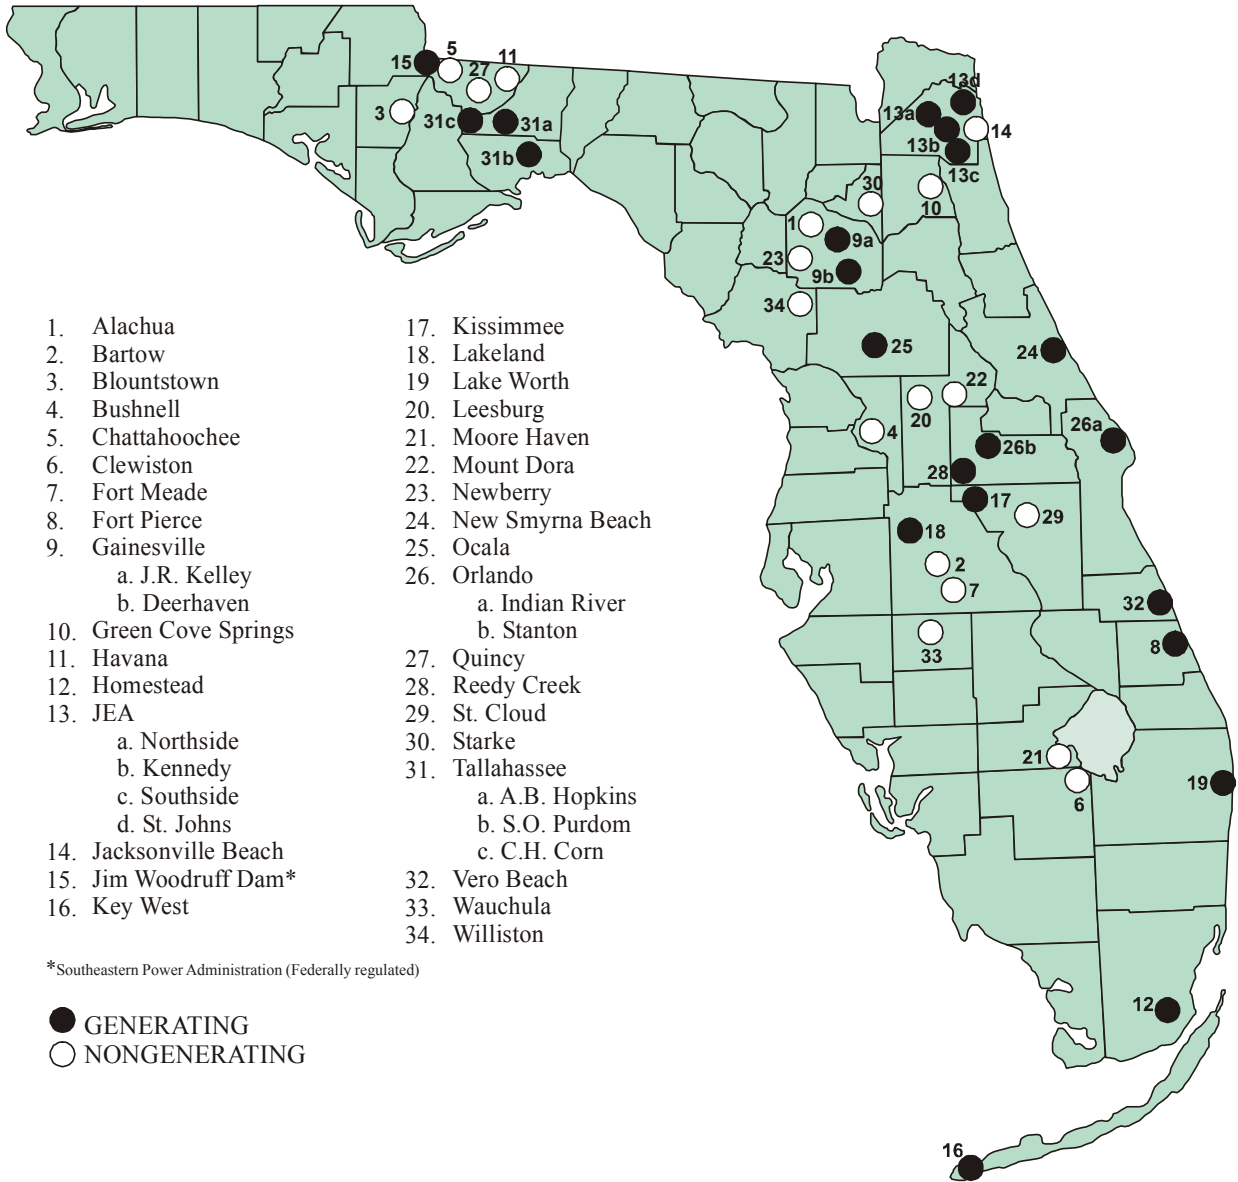 15
5
11
27
3
31c
31a
31b
13d
13a
14
13b
13c
30
10
1
9a
23
9b
34
25
24
22
20
4
26a
26b
28
17
29
18
2
7
32
8
33
21
6
19
12
16
1. Alachua
2. Bartow
3. Blountstown
4. Bushnell
5. Chattahoochee
6. Clewiston
7. Fort Meade
8. Fort Pierce
9. Gainesville
a. J.R. Kelley
b. Deerhaven
10. Green Cove Springs
11. Havana
12. Homestead
13. JEA
a. Northside
b. Kennedy
c. Southside
d. St. Johns
14. Jacksonville Beach
15. Jim Woodruff Dam*
16. Key West
17. Kissimmee
18. Lakeland
19 Lake Worth
20. Leesburg
21. Moore Haven
22. Mount Dora
23. Newberry
24. New Smyrna Beach
25. Ocala
26. Orlando
a. Indian River
b. Stanton
27. Quincy
28. Reedy Creek
29. St. Cloud
30. Starke
31. Tallahassee
a. A.B. Hopkins
b. S.O. Purdom
c. C.H. Corn
32. Vero Beach
33. Wauchula
34. Williston
*Southeastern Power Administration (Federally regulated)
GENERATING
NONGENERATING